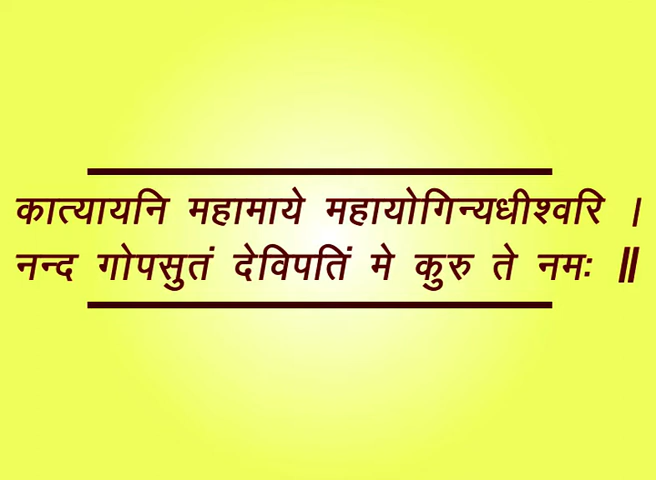 कात्यायनि महामाये महायोगिन्यधीश्वरि ।
नन्द गोपसुतं देविपतिं मे कुरु ते नमः ॥